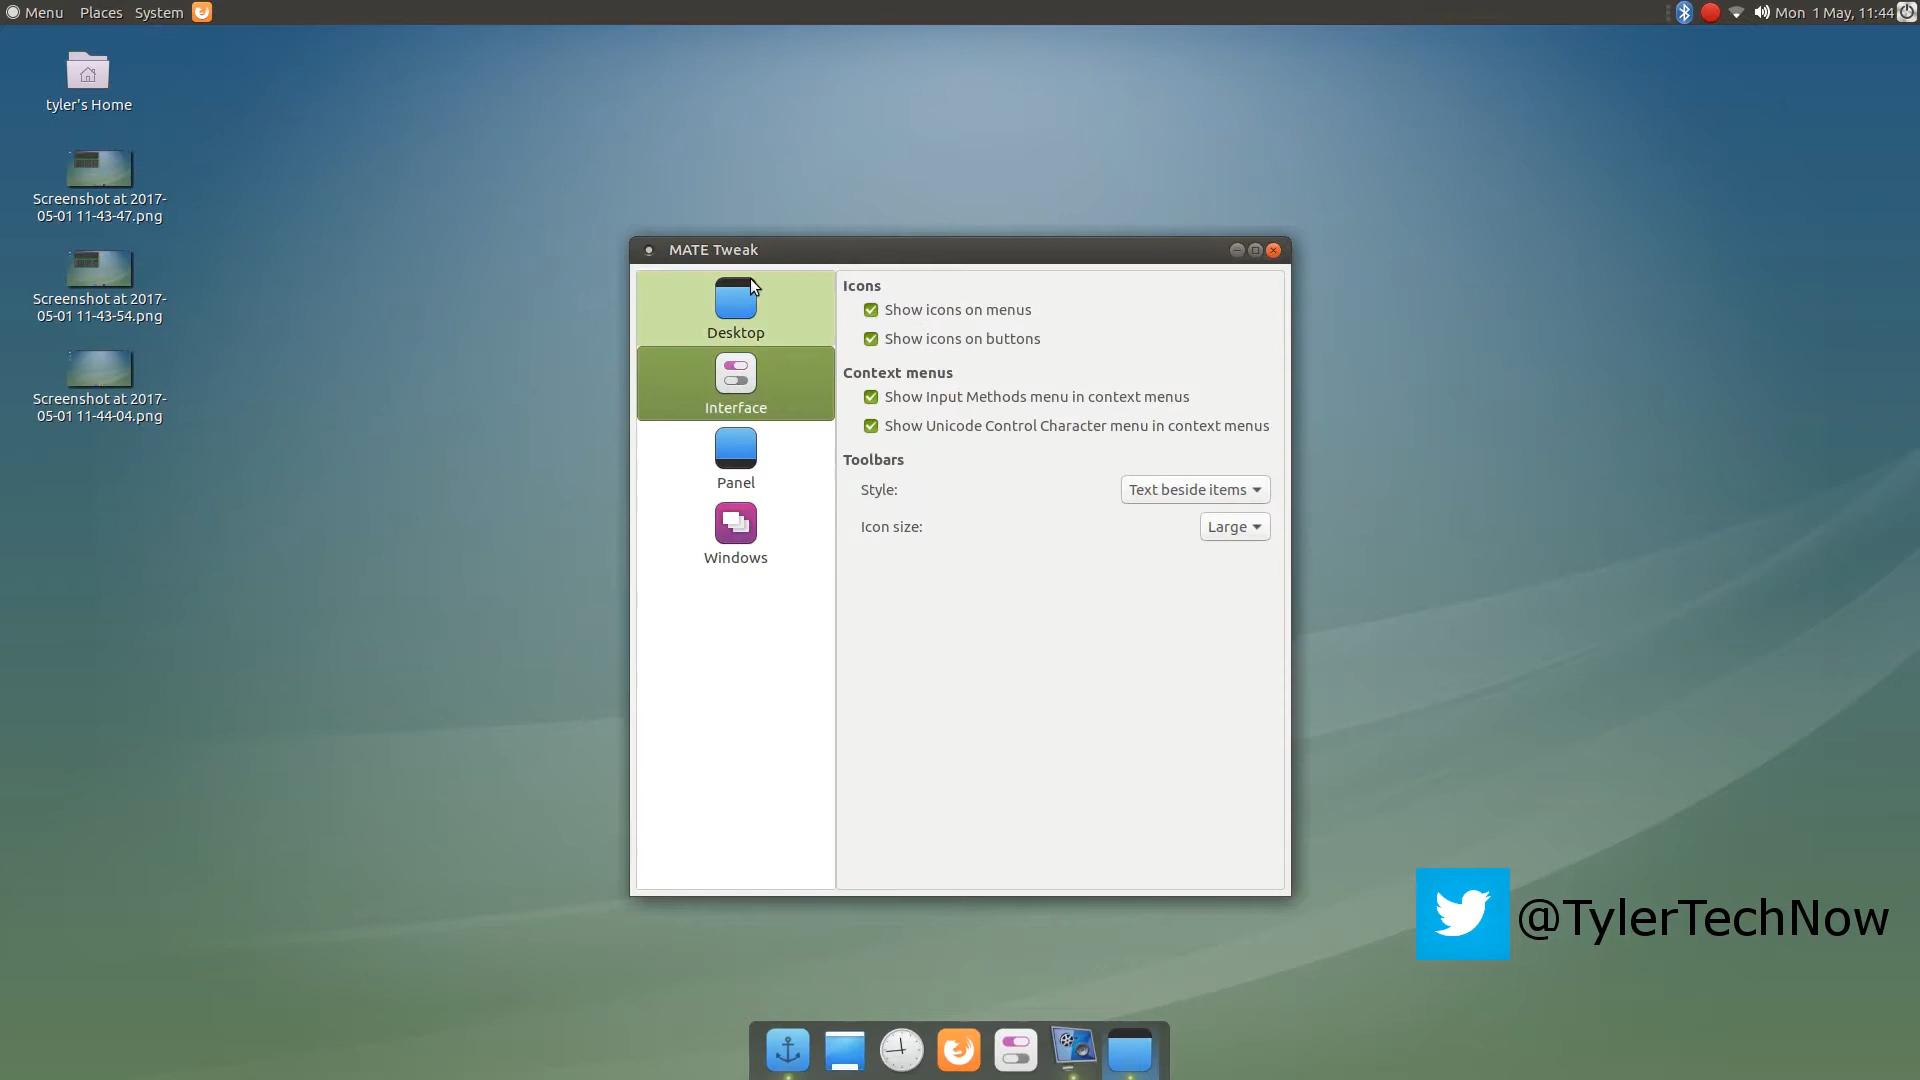 Menu Places System
Mon 1 May, 11:44
tyler's Home
Screenshot at 2017-
05-01 11-43-47.png
Screenshot at 2017-
05-01 11-43-54.png
Screenshot at 2017-
05-01 11-44-04.png
MATE Tweak
Desktop
Interface
Panel
Windows
Icons
Show icons on menus
Show icons on buttons
Context menus
Show Input Methods menu in context menus
Show Unicode Control Character menu in context menus
Toolbars
Style: Text beside items
Icon size: Large
@TylerTechNow